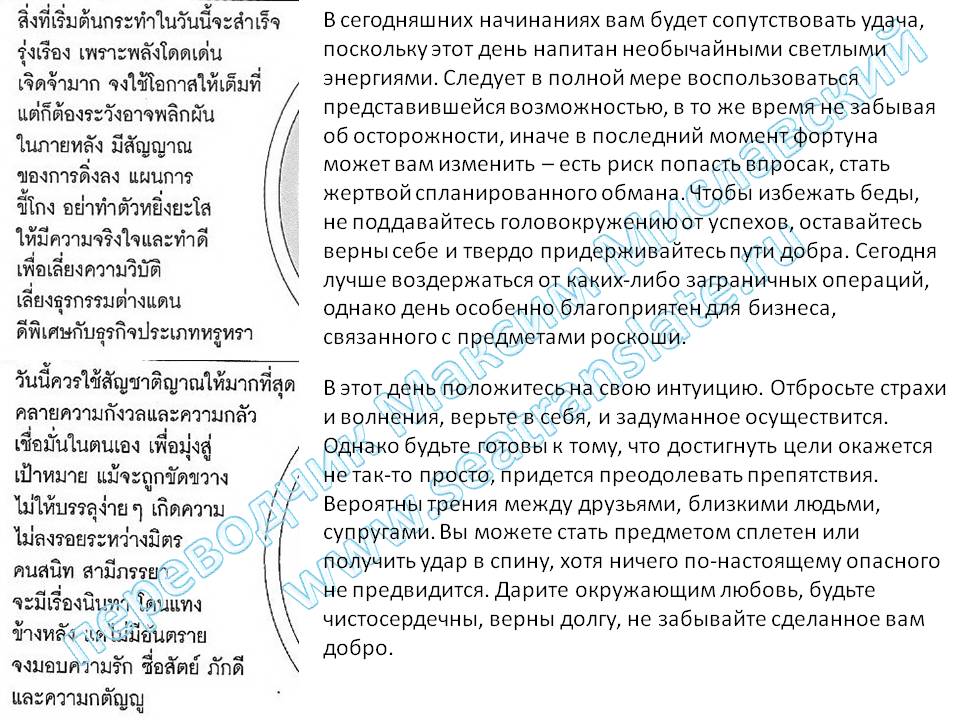 สิ่งที่เริ่มต้นกระทำในวันนี้จะสำเร็จ
รุ่งเรือง เพราะพลังโดดเด่น
เจิดจ้ามาก จงใช้โอกาสให้เต็มที่
แต่ก็ต้องระวังอาจพลิกผัน
ในภายหลัง มีสัญญาณ
ของการดิ่งลง แผนการ
ขี้โกง อย่าทำตัวหยิ่งยะโส
ให้มีความจริงใจและทำดี
เพื่อเลี่ยงความวิบัติ
เลี่ยงธุรกรรมต่างแดน
ดีพิเศษกับธุรกิจประเภทหรูหรา
В сегодняшних начинаниях вам будет сопутствовать удача,
поскольку этот день напитан необычайными светлыми
энергиями. Следует в полной мере воспользоваться
представившейся возможностью, в то же время не забывая
об осторожности, иначе в последний момент фортуна
может вам изменить – есть риск попасть впросак, стать
жертвой спланированного обмана. Чтобы избежать беды,
не поддавайтесь головокружению от успехов, оставайтесь
верны себе и твердо придерживайтесь пути добра. Сегодня
лучше воздержаться от каких-либо заграничных операций,
однако день особенно благоприятен для бизнеса,
связанного с предметами роскоши.
วันนี้ควรใช้สัญชาติญาณให้มากที่สุด
คลายความกังวลและความกลัว
เชื่อมั่นในตนเอง เพื่อมุ่งสู่
เป้าหมาย แม้จะถูกขัดขวาง
ไม่ให้บรรลุง่ายๆ เกิดความ
ไม่ลงรอยระหว่างมิตร
คนสนิท สามีภรรยา
จะมีเรื่องนินทา โดนแทง
ข้างหลัง แต่ไม่มีอันตราย
จงมอบความรัก ซื่อสัตย์ ภักดี
และความกตัญญู
В этот день положитесь на свою интуицию. Отбросьте страхи
и волнения, верьте в себя, и задуманное осуществится.
Однако будьте готовы к тому, что достигнуть цели окажется
не так-то просто, придется преодолевать препятствия.
Вероятны трения между друзьями, близкими людьми,
супругами. Вы можете стать предметом сплетен или
получить удар в спину, хотя ничего по-настоящему опасного
не предвидится. Дарите окружающим любовь, будьте
чистосердечны, верны долгу, не забывайте сделанное вам
добро.
переводчик Максим Миславский
www.seatranslate.ru